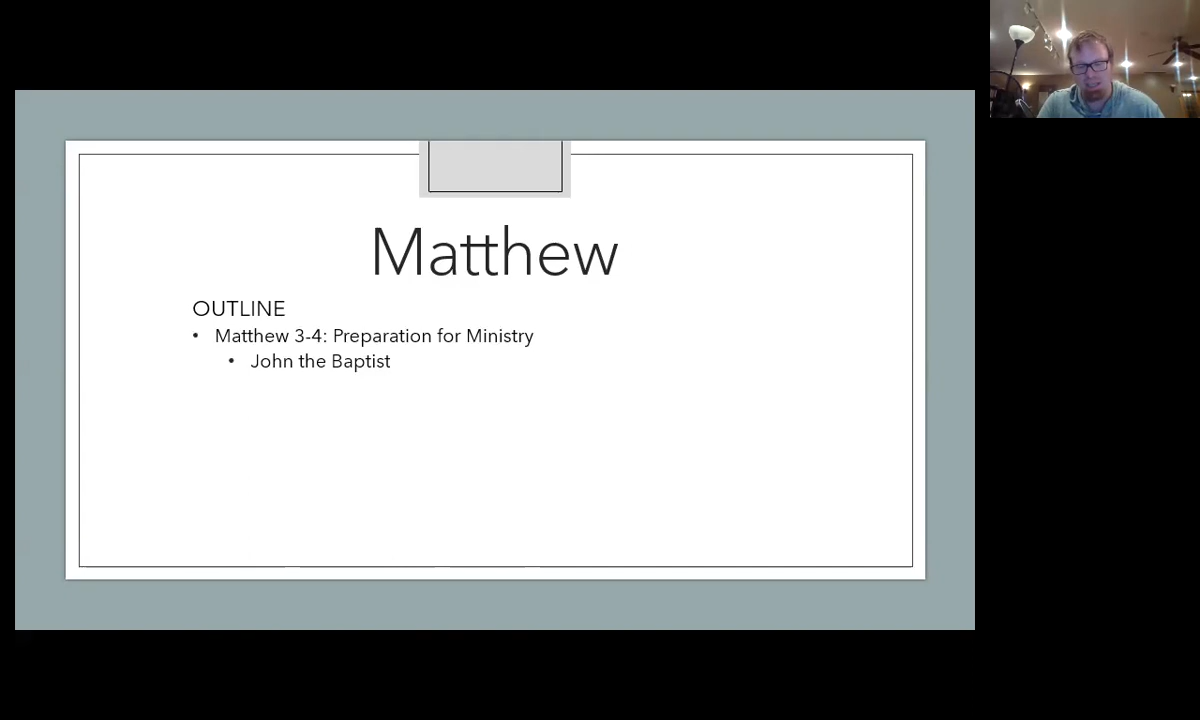 Matthew
OUTLINE
• Matthew 3-4: Preparation for Ministry
• John the Baptist